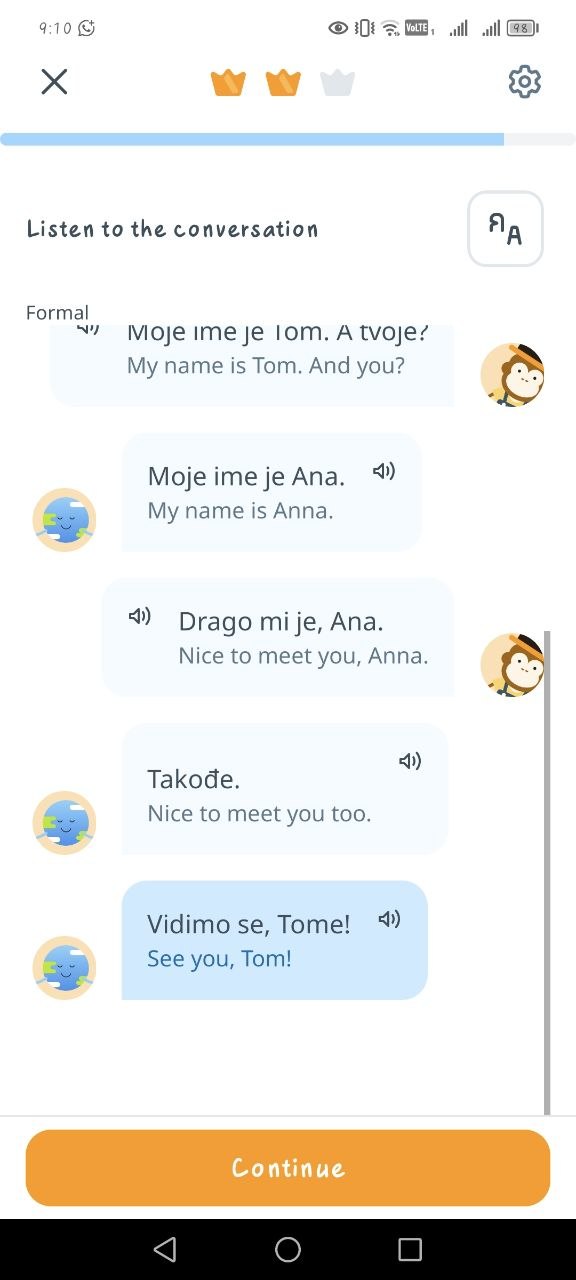 9:10
VoLTE 1
98
Listen to the conversation
Formal
Moje ime je Tom. A tvoje?
My name is Tom. And you?
Moje ime je Ana.
My name is Anna.
Drago mi je, Ana.
Nice to meet you, Anna.
Takođe.
Nice to meet you too.
Vidimo se, Tome!
See you, Tom!
Continue